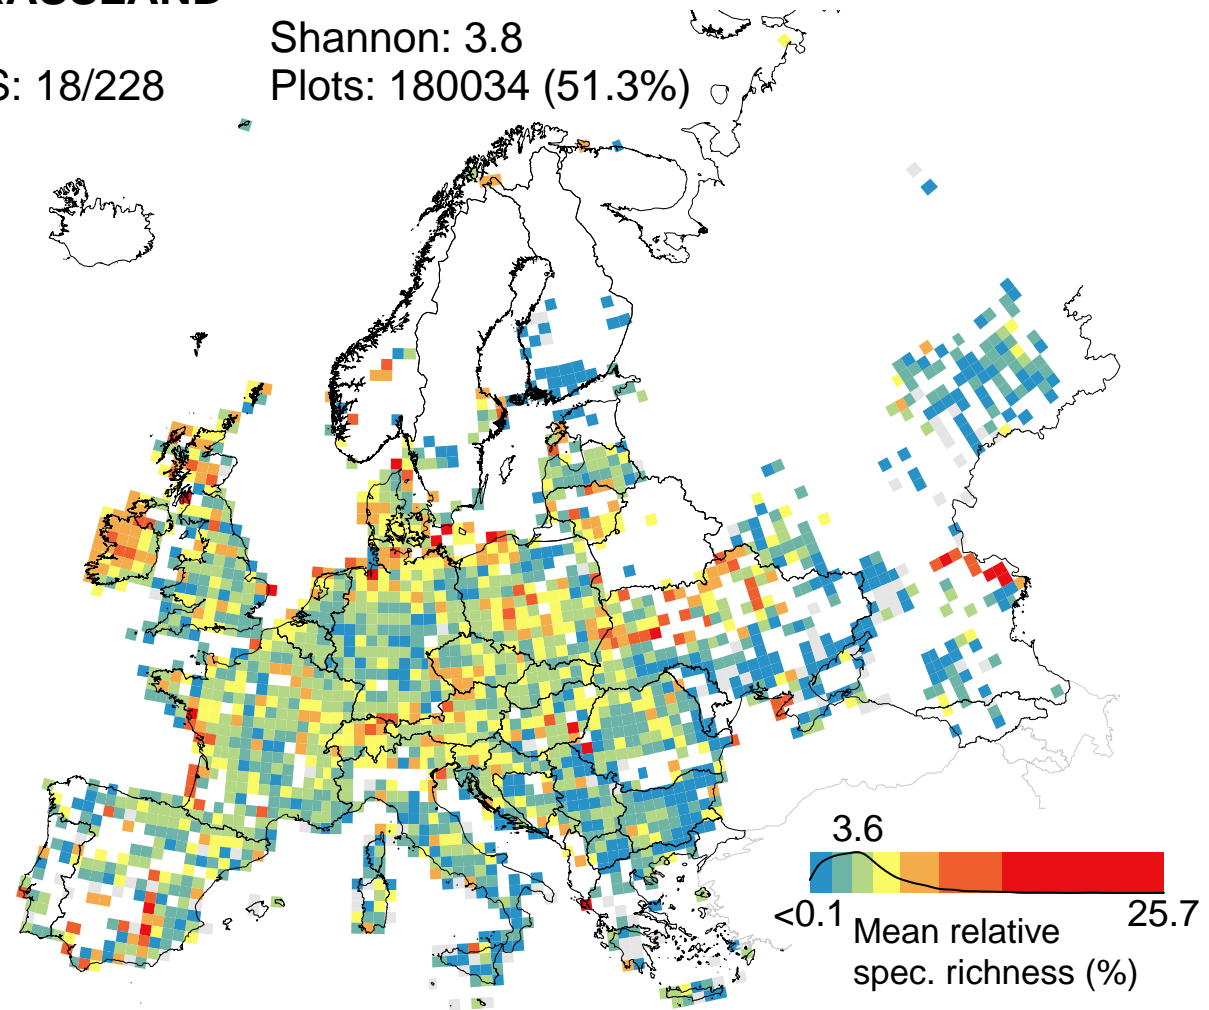 Shannon: 3.8
S: 18/228
Plots: 180034 (51.3%)
3.6
<0.1
25.7
Mean relative
spec. richness (%)